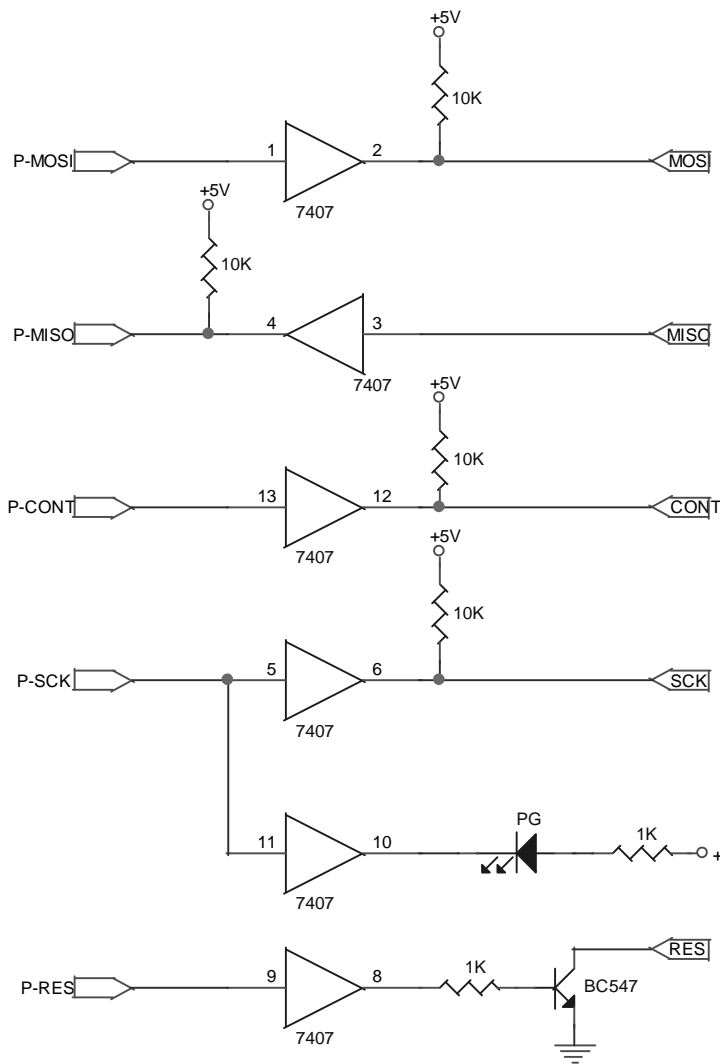 +5V
10K
P-MOSI 1 2 MOSI
7407
+5V
10K
P-MISO 4 3 MISO
7407
+5V
10K
P-CONT 13 12 CONT
7407
+5V
10K
P-SCK 5 6 SCK
7407
PG
1K
11 10 +
7407
RES
1K
P-RES 9 8 BC547
7407